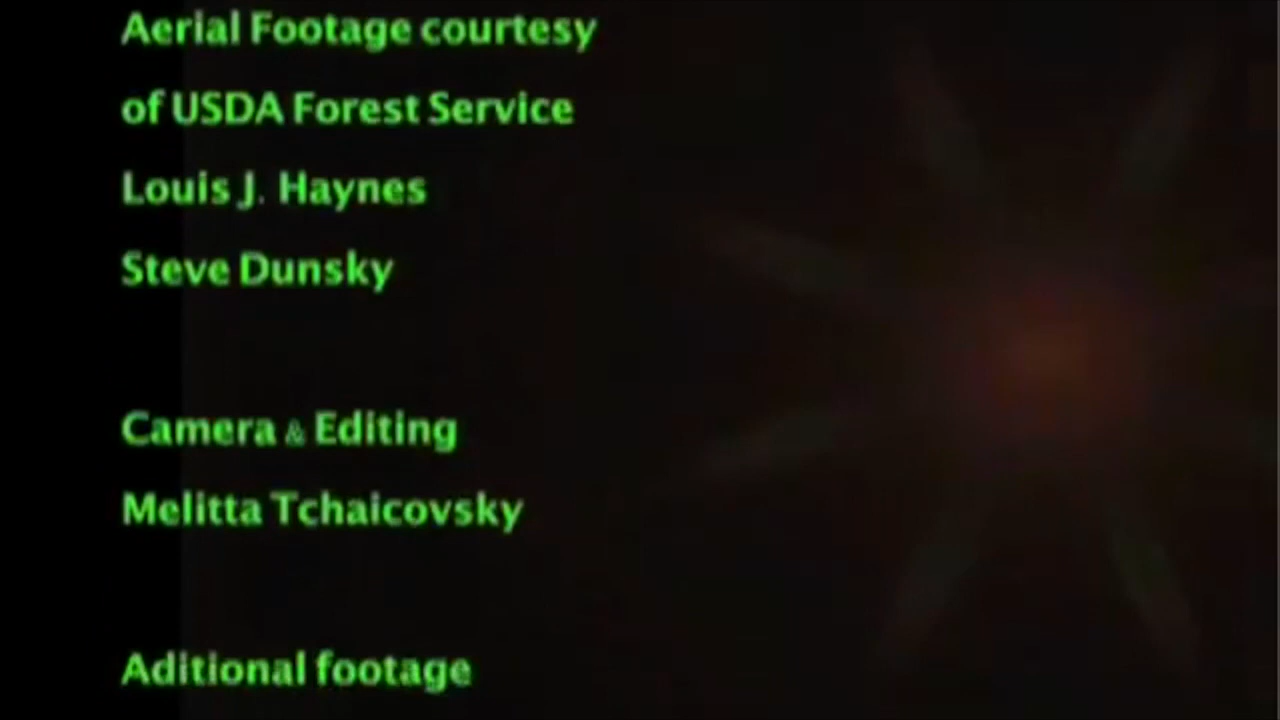 Aerial Footage courtesy
of USDA Forest Service
Louis J. Haynes
Steve Dunsky
Camera & Editing
Melitta Tchaicovsky
Aditional footage